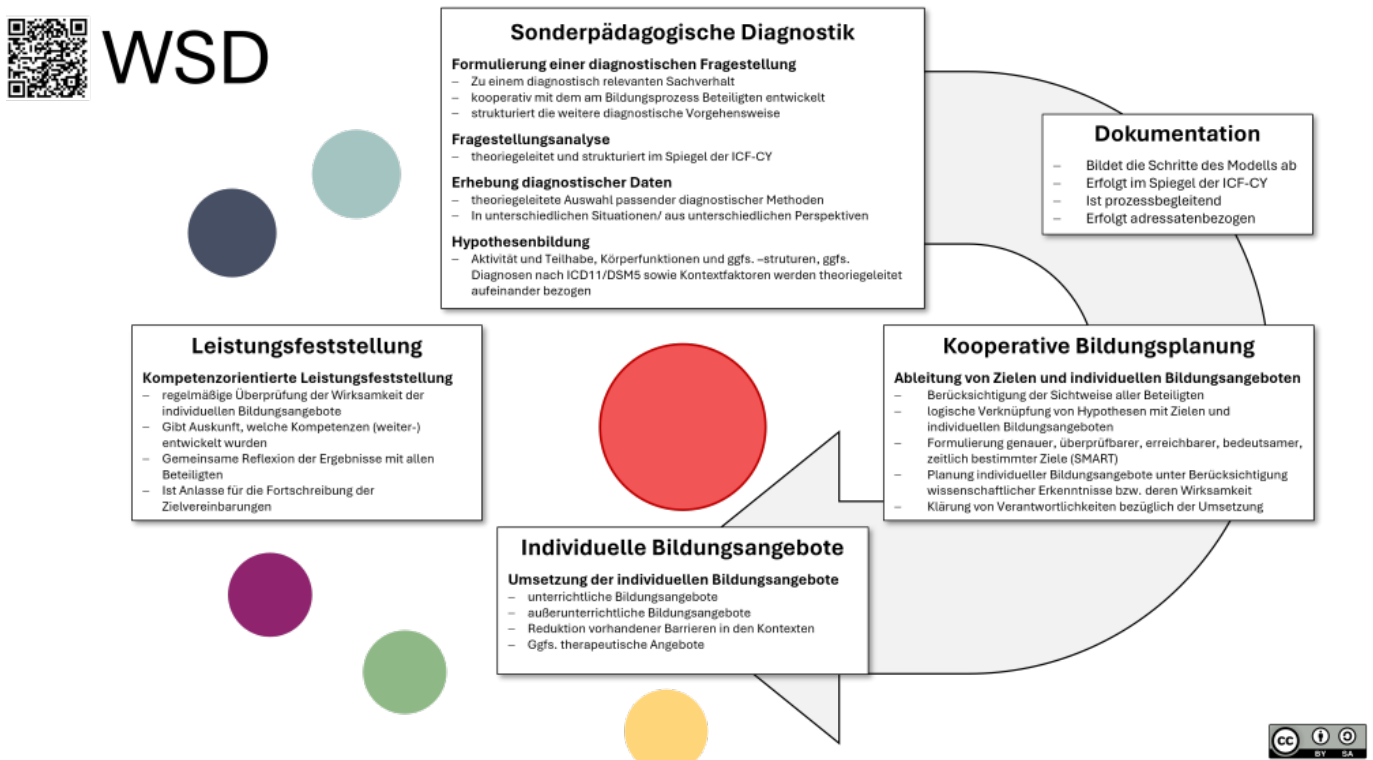 WSD
Sonderpädagogische Diagnostik
Formulierung einer diagnostischen Fragestellung
– Zu einem diagnostisch relevanten Sachverhalt
– kooperativ mit dem am Bildungsprozess Beteiligten entwickelt
– strukturiert die weitere diagnostische Vorgehensweise
Fragestellungsanalyse
– theoriegeleitet und strukturiert im Spiegel der ICF-CY
Erhebung diagnostischer Daten
– theoriegeleitete Auswahl passender diagnostischer Methoden
– In unterschiedlichen Situationen/ aus unterschiedlichen Perspektiven
Hypothesenbildung
– Aktivität und Teilhabe, Körperfunktionen und ggfs. –struturen, ggfs.
Diagnosen nach ICD11/DSM5 sowie Kontextfaktoren werden theoriegeleitet
aufeinander bezogen
Dokumentation
– Bildet die Schritte des Modells ab
– Erfolgt im Spiegel der ICF-CY
– Ist prozessbegleitend
– Erfolgt adressatenbezogen
Kooperative Bildungsplanung
Ableitung von Zielen und individuellen Bildungsangeboten
– Berücksichtigung der Sichtweise aller Beteiligten
– logische Verknüpfung von Hypothesen mit Zielen und
individuellen Bildungsangeboten
– Formulierung genauer, überprüfbarer, erreichbarer, bedeutsamer,
zeitlich bestimmter Ziele (SMART)
– Planung individueller Bildungsangebote unter Berücksichtigung
wissenschaftlicher Erkenntnisse bzw. deren Wirksamkeit
– Klärung von Verantwortlichkeiten bezüglich der Umsetzung
Individuelle Bildungsangebote
Umsetzung der individuellen Bildungsangebote
– unterrichtliche Bildungsangebote
– außerunterrichtliche Bildungsangebote
– Reduktion vorhandener Barrieren in den Kontexten
– Ggfs. therapeutische Angebote
Leistungsfeststellung
Kompetenzorientierte Leistungsfeststellung
– regelmäßige Überprüfung der Wirksamkeit der
individuellen Bildungsangebote
– Gibt Auskunft, welche Kompetenzen (weiter-)
entwickelt wurden
– Gemeinsame Reflexion der Ergebnisse mit allen
Beteiligten
– Ist Anlasse für die Fortschreibung der
Zielvereinbarungen
cc
BY SA